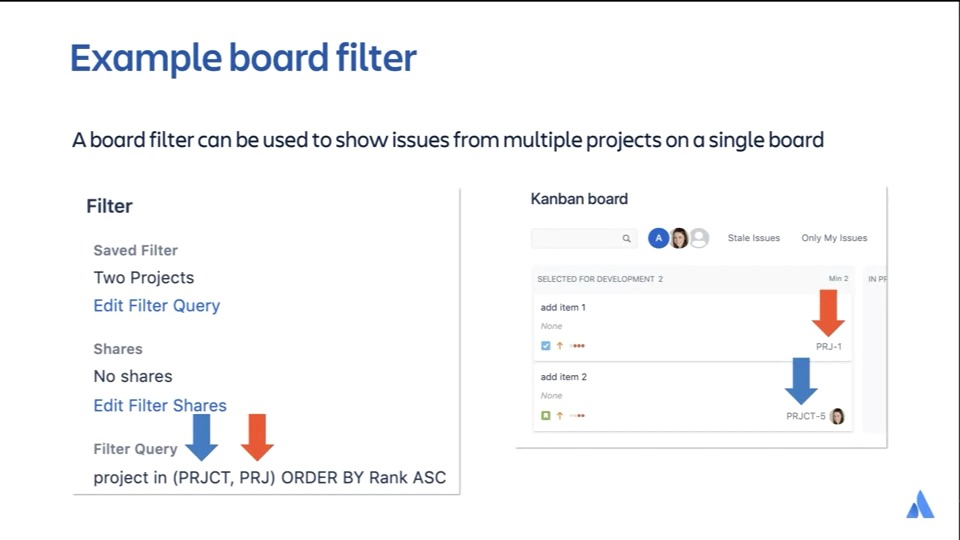 Example board filter
A board filter can be used to show issues from multiple projects on a single board
Filter
Saved Filter
Two Projects
Edit Filter Query
Shares
No shares
Edit Filter Shares
Filter Query
project in (PRJCT, PRJ) ORDER BY Rank ASC
Kanban board
A
Stale Issues
Only My Issues
SELECTED FOR DEVELOPMENT 2
Min 2
IN PR
add item 1
None
PRJ-1
add item 2
None
PRJCT-5